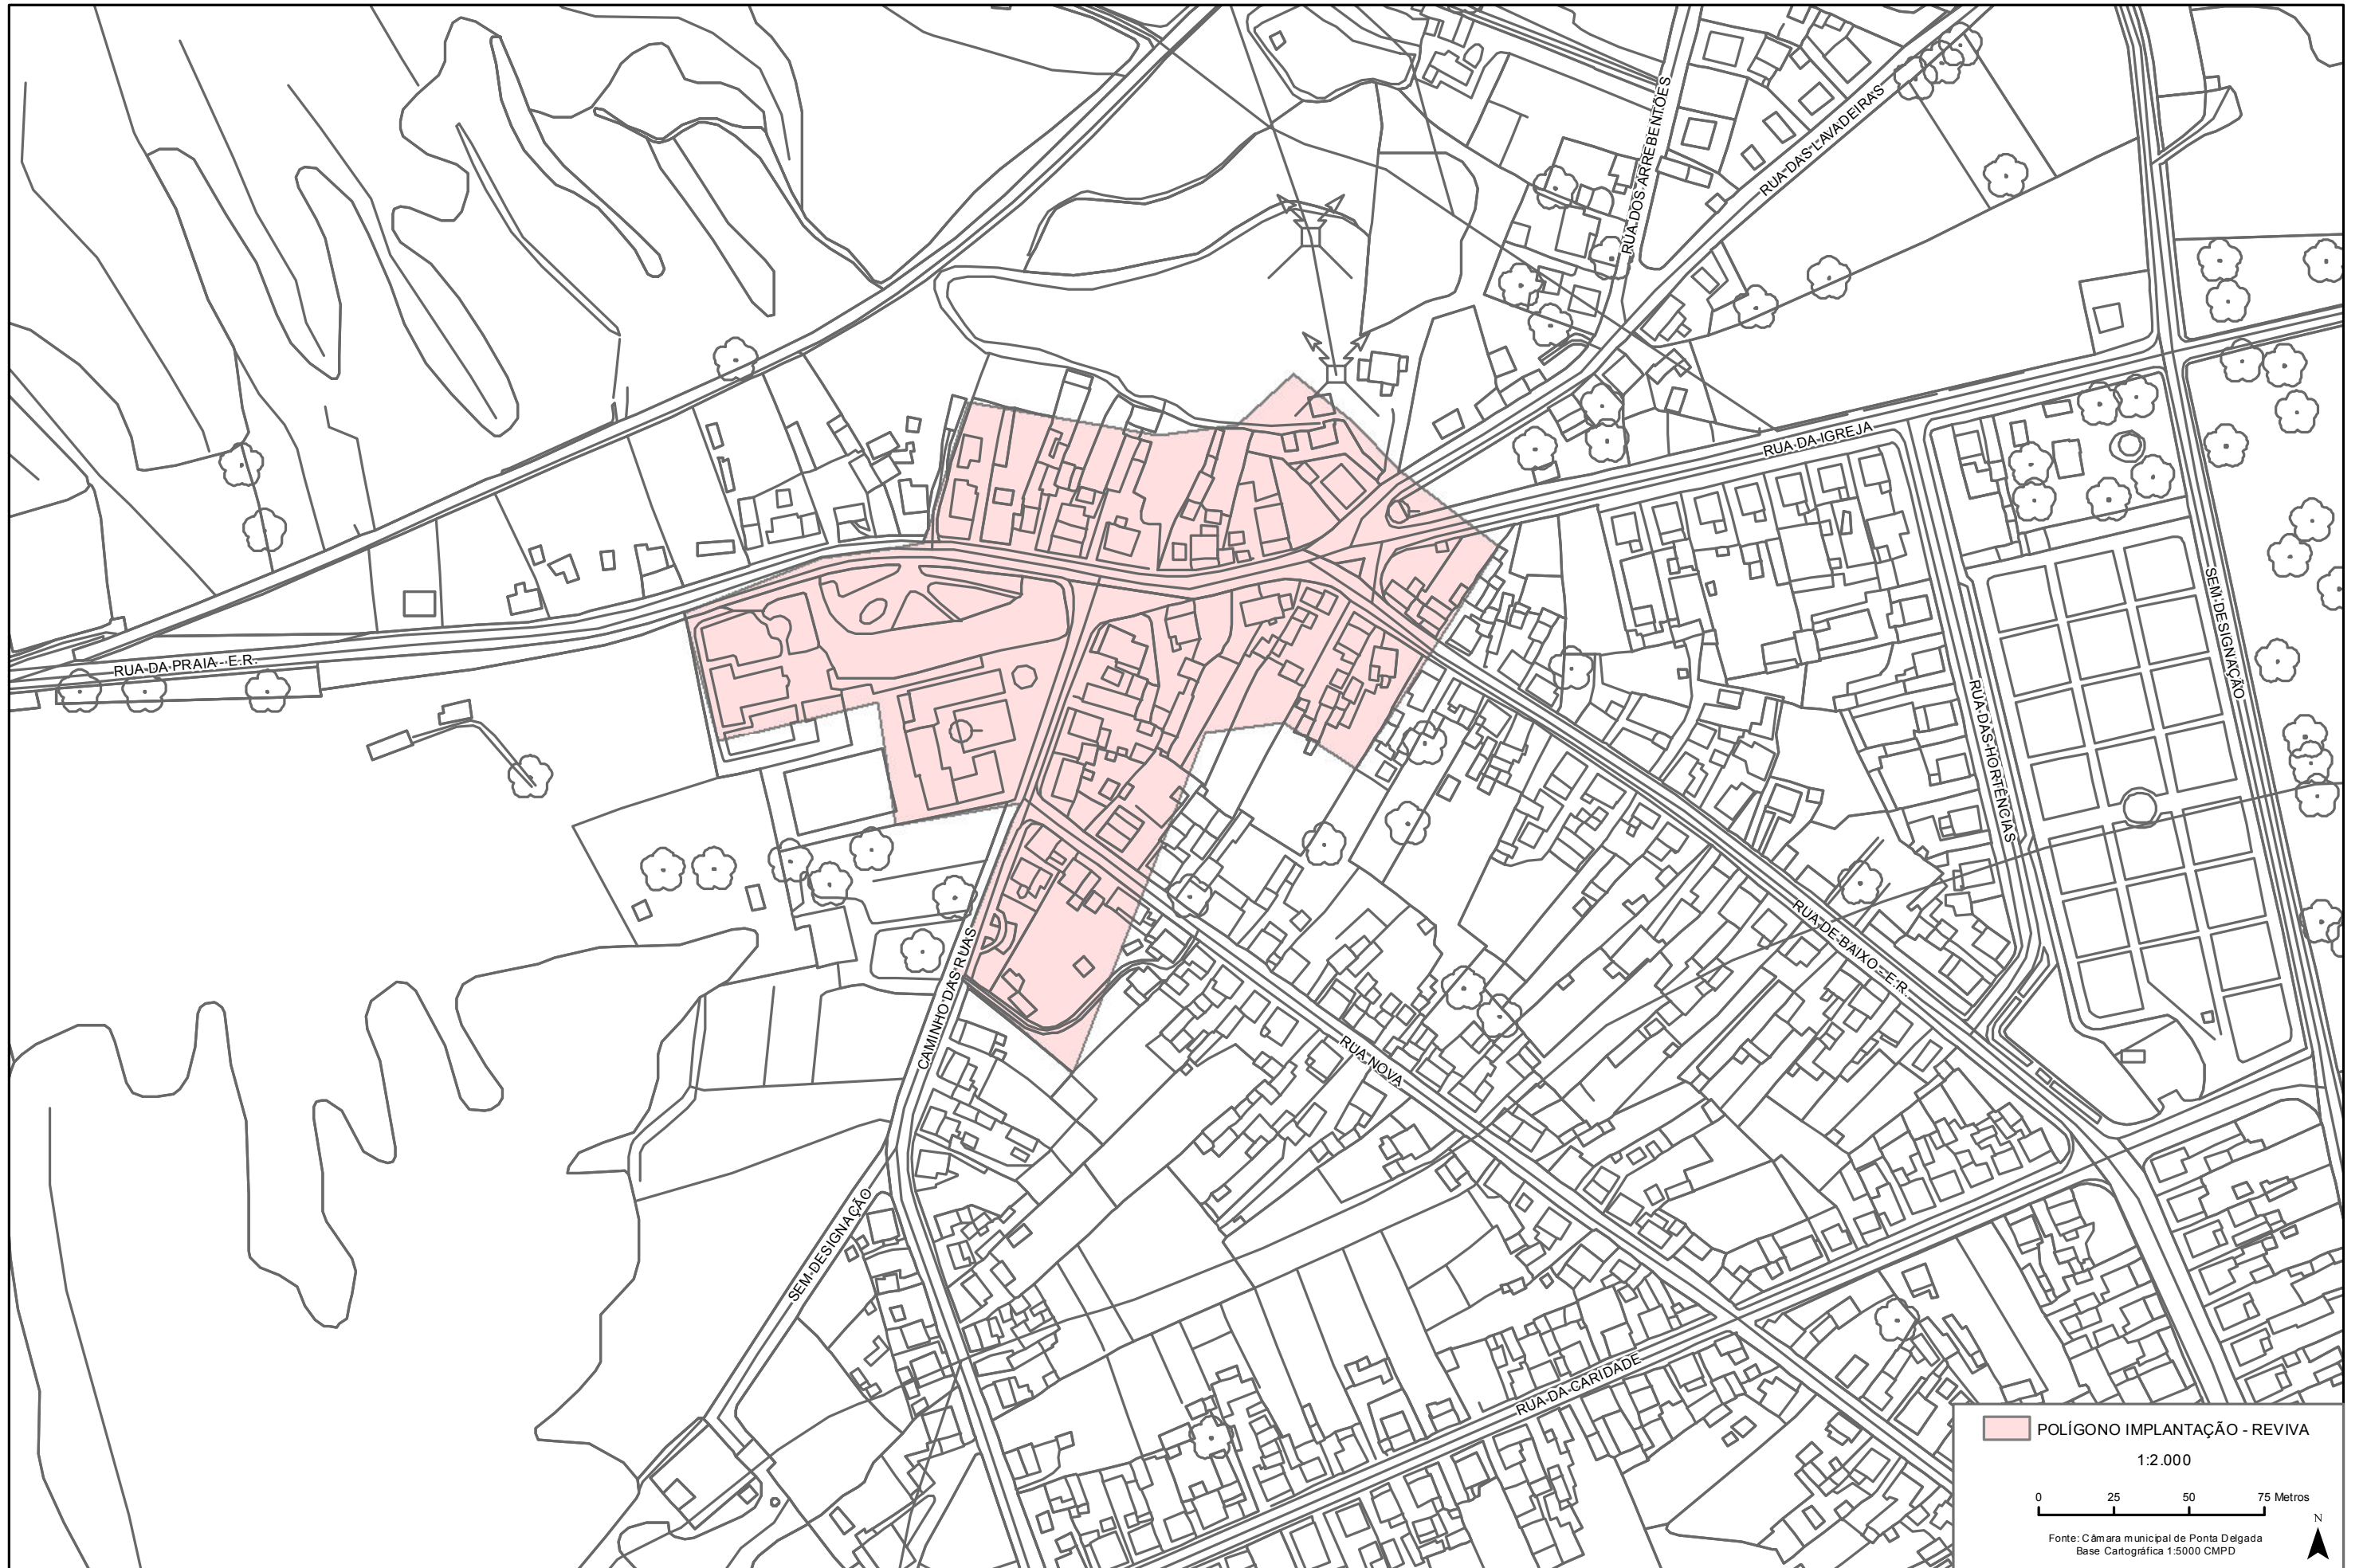 RUA DOS ARREBENTÕES
RUA DAS LAVADEIRAS
RUA DA IGREJA
SEM DESIGNAÇÃO
RUA DA PRAIA - E.R.
RUA DAS HORTÊNCIAS
RUA DE BAIXO - E.R.
CAMINHO DAS RUAS
RUA NOVA
SEM DESIGNAÇÃO
RUA DA CARIDADE
POLÍGONO IMPLANTAÇÃO - REVIVA
1:2.000
0 25 50 75 Metros
N
Fonte: Câmara municipal de Ponta Delgada
Base Cartográfica 1:5000 CMPD